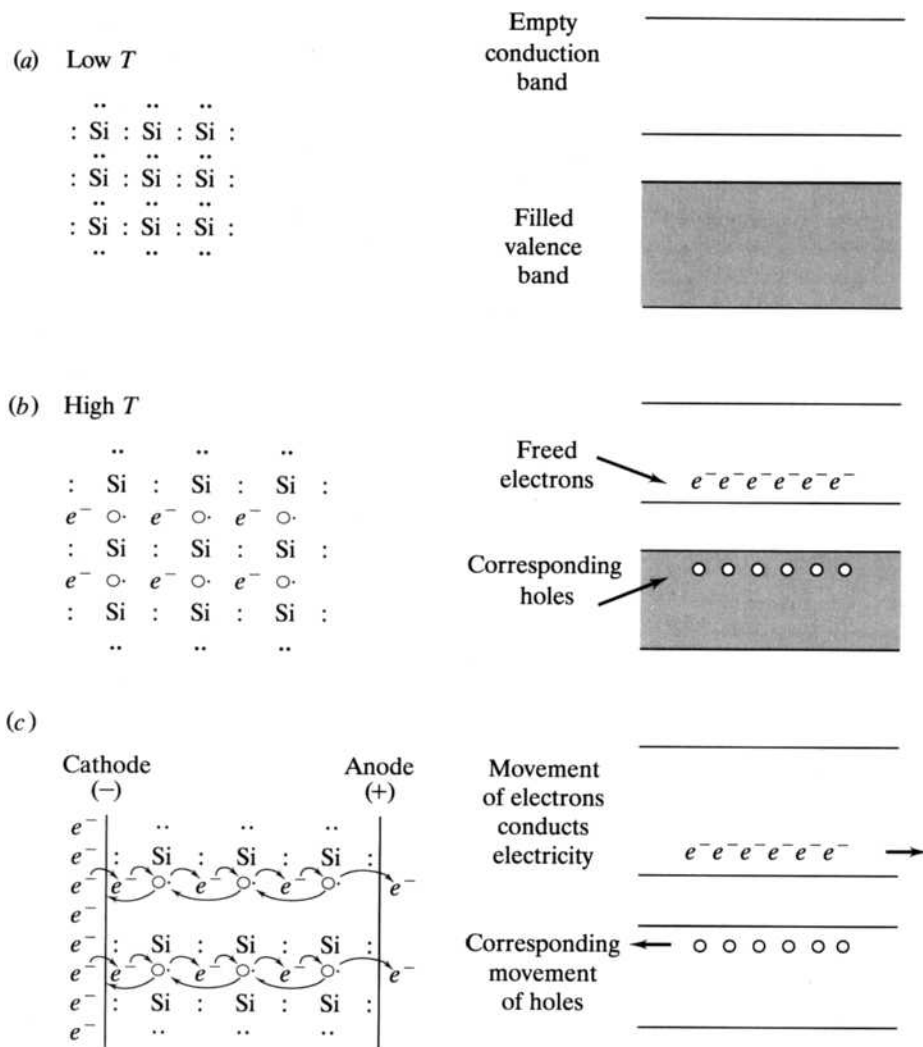 (a) Low T
.. .. ..
: Si : Si : Si :
.. .. ..
: Si : Si : Si :
.. .. ..
: Si : Si : Si :
.. .. ..
Empty
conduction
band
Filled
valence
band
(b) High T
.. .. ..
: Si : Si : Si :
e⁻ ○· e⁻ ○· e⁻ ○·
: Si : Si : Si :
e⁻ ○· e⁻ ○· e⁻ ○·
: Si : Si : Si :
.. .. ..
Freed
electrons
e⁻e⁻e⁻e⁻e⁻e⁻
Corresponding
holes
(c)
Cathode
(−)
Anode
(+)
e⁻ .. .. ..
e⁻ : Si : Si : Si :
e⁻ e⁻ ○· e⁻ ○· e⁻ ○· e⁻
e⁻
e⁻ : Si : Si : Si :
e⁻ e⁻ ○· e⁻ ○· e⁻ ○· e⁻
e⁻ : Si : Si : Si :
e⁻ .. .. ..
Movement
of electrons
conducts
electricity
e⁻e⁻e⁻e⁻e⁻e⁻
Corresponding
movement
of holes